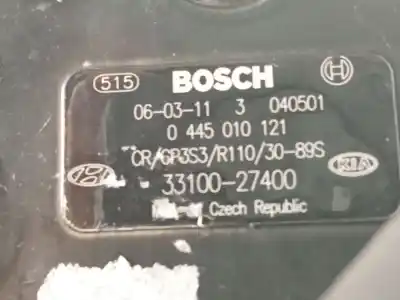 515 BOSCH
06-03-11 3 040501
0 445 010 121
CR/CP3S3/R110/30-89S
KIA
33100-27400
Czech Republic